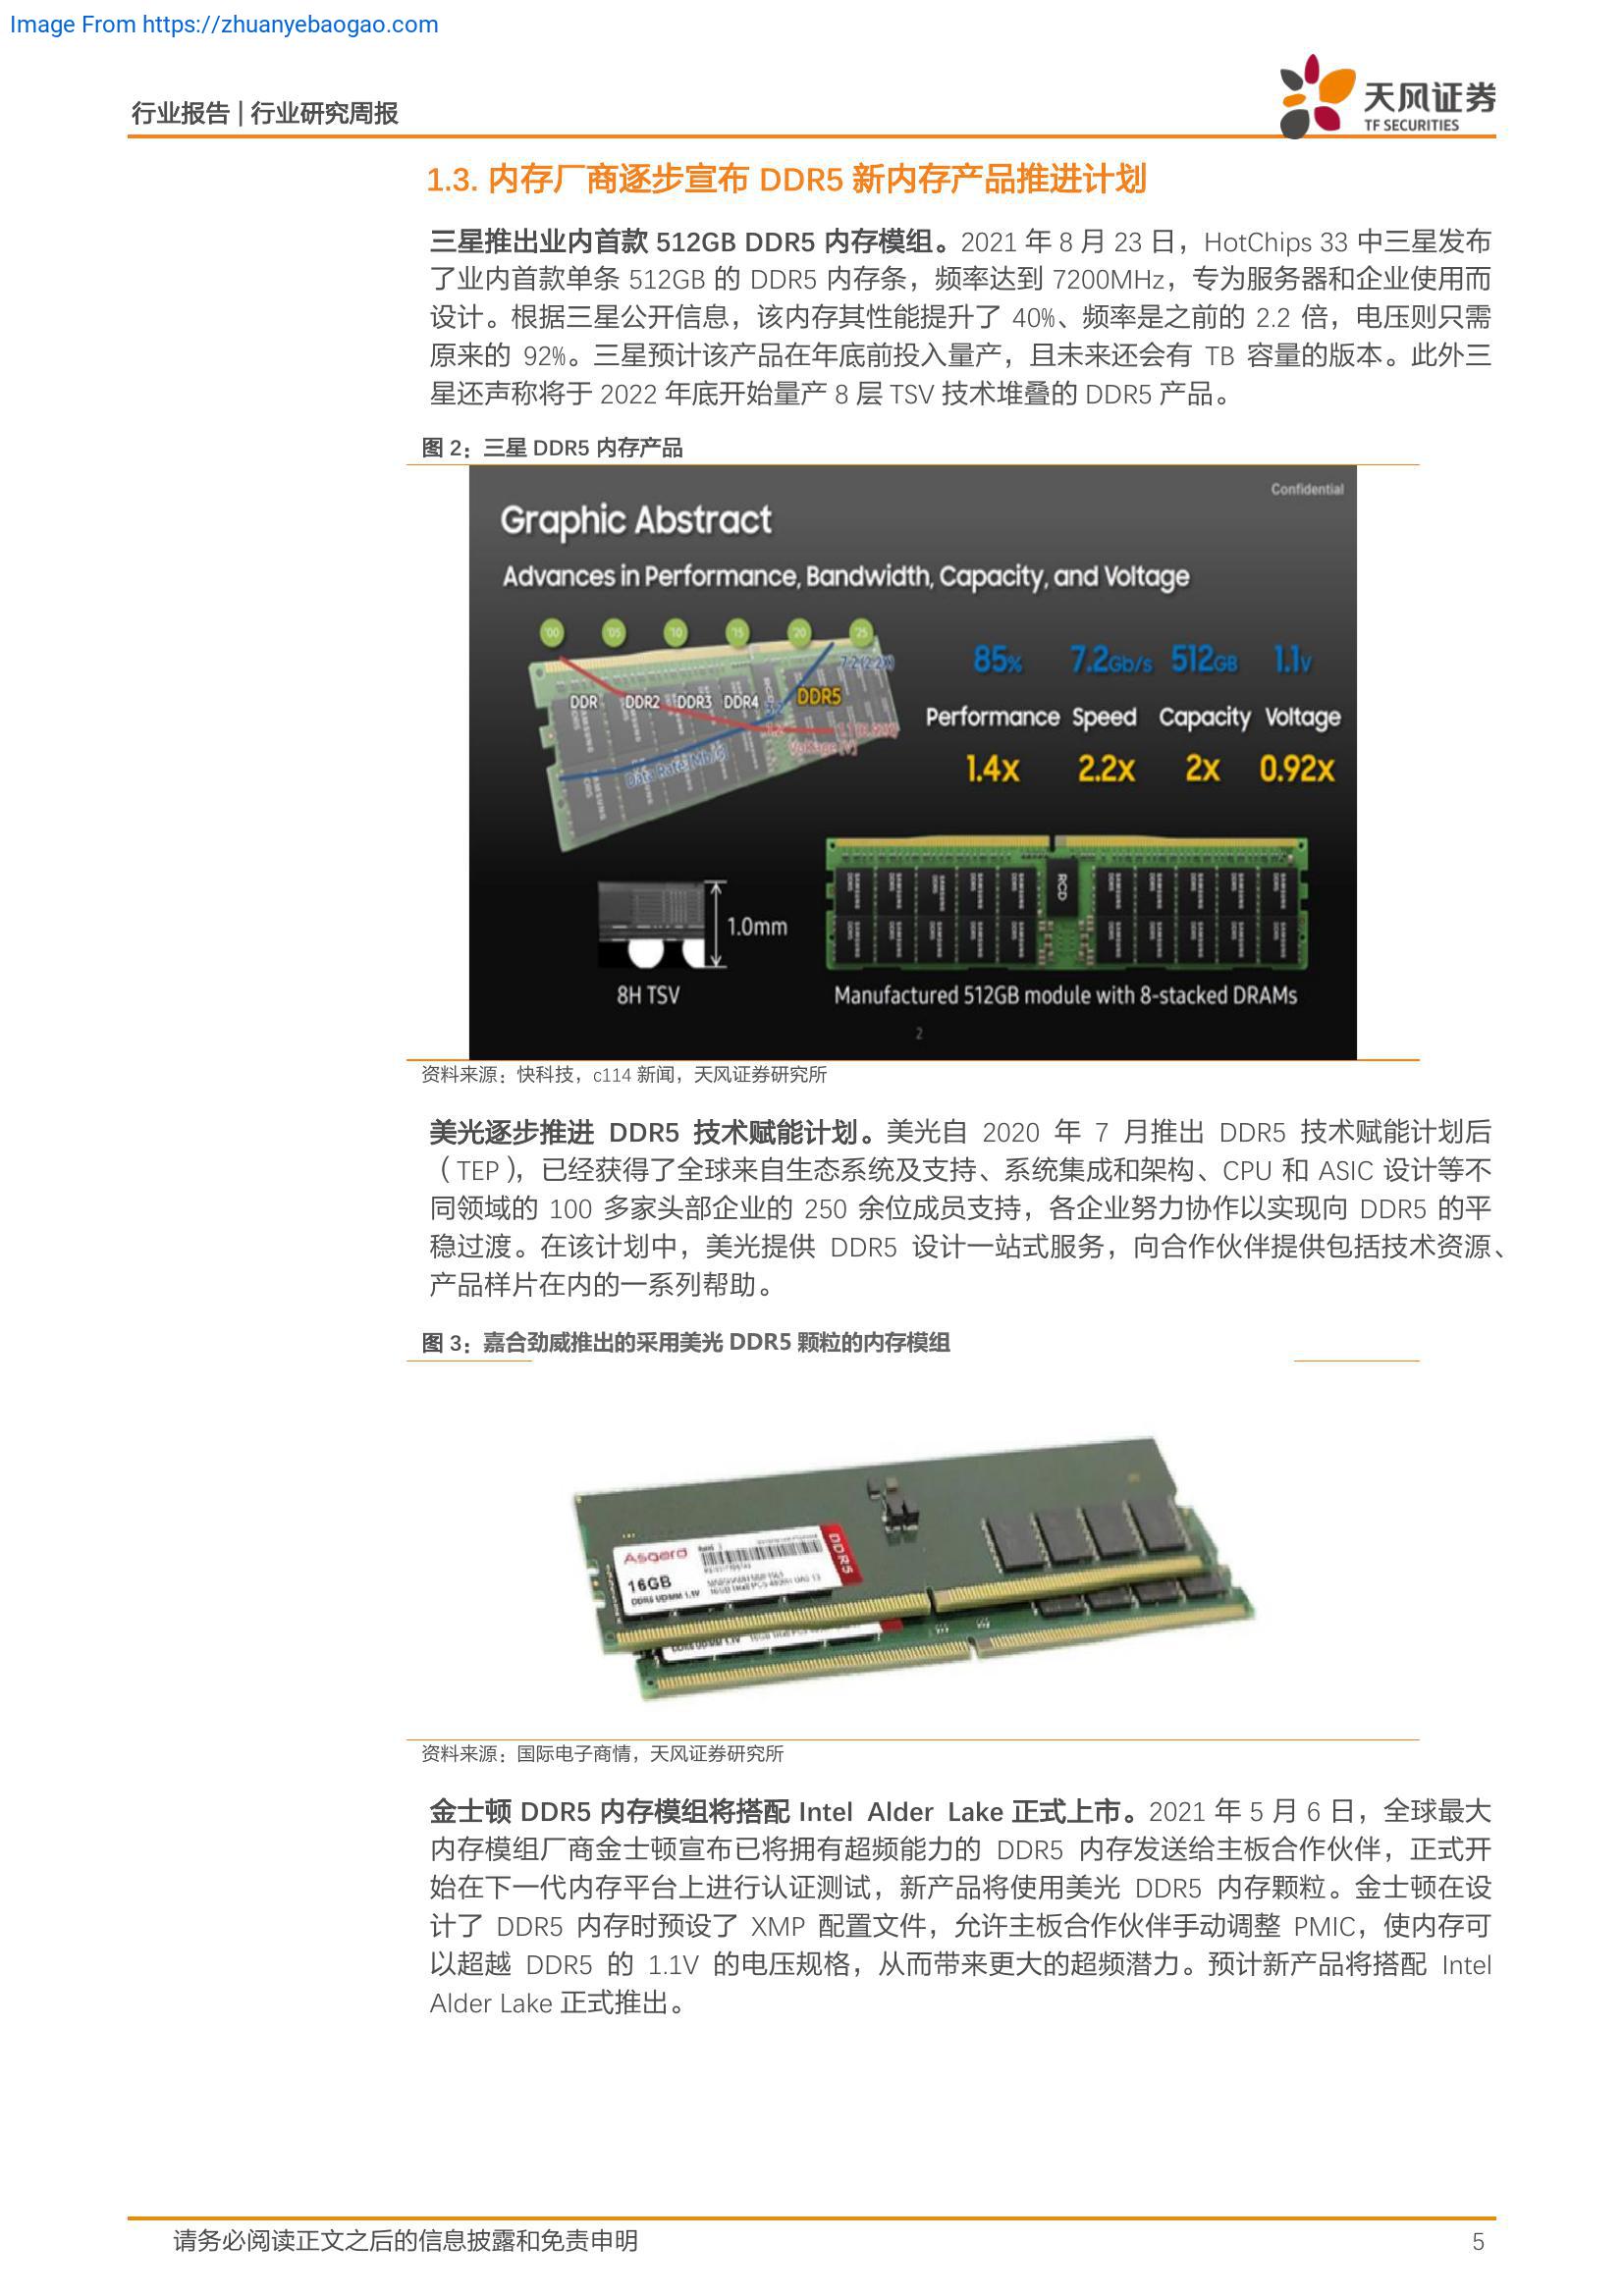 Image From https://zhuanyebaogao.com
行业报告 | 行业研究周报
天风证券
TF SECURITIES
1.3. 内存厂商逐步宣布 DDR5 新内存产品推进计划
三星推出业内首款 512GB DDR5 内存模组。2021 年 8 月 23 日，HotChips 33 中三星发布
了业内首款单条 512GB 的 DDR5 内存条，频率达到 7200MHz，专为服务器和企业使用而
设计。根据三星公开信息，该内存其性能提升了 40%、频率是之前的 2.2 倍，电压则只需
原来的 92%。三星预计该产品在年底前投入量产，且未来还会有 TB 容量的版本。此外三
星还声称将于 2022 年底开始量产 8 层 TSV 技术堆叠的 DDR5 产品。
图 2：三星 DDR5 内存产品
Confidential
Graphic Abstract
Advances in Performance, Bandwidth, Capacity, and Voltage
'00 '05 '10 '15 '20 '25
DDR DDR2 DDR3 DDR4 DDR5
Data Rate [Mb/s]
Voltage [V]
85% 7.2Gb/s 512GB 1.1V
Performance Speed Capacity Voltage
1.4x 2.2x 2x 0.92x
RCD
1.0mm
8H TSV
Manufactured 512GB module with 8-stacked DRAMs
2
资料来源：快科技，c114 新闻，天风证券研究所
美光逐步推进 DDR5 技术赋能计划。美光自 2020 年 7 月推出 DDR5 技术赋能计划后
（TEP），已经获得了全球来自生态系统及支持、系统集成和架构、CPU 和 ASIC 设计等不
同领域的 100 多家头部企业的 250 余位成员支持，各企业努力协作以实现向 DDR5 的平
稳过渡。在该计划中，美光提供 DDR5 设计一站式服务，向合作伙伴提供包括技术资源、
产品样片在内的一系列帮助。
图 3：嘉合劲威推出的采用美光 DDR5 颗粒的内存模组
Asgard
16GB
DDR5 UDIMM 1.1V
DDR5
资料来源：国际电子商情，天风证券研究所
金士顿 DDR5 内存模组将搭配 Intel Alder Lake 正式上市。2021 年 5 月 6 日，全球最大
内存模组厂商金士顿宣布已将拥有超频能力的 DDR5 内存发送给主板合作伙伴，正式开
始在下一代内存平台上进行认证测试，新产品将使用美光 DDR5 内存颗粒。金士顿在设
计了 DDR5 内存时预设了 XMP 配置文件，允许主板合作伙伴手动调整 PMIC，使内存可
以超越 DDR5 的 1.1V 的电压规格，从而带来更大的超频潜力。预计新产品将搭配 Intel
Alder Lake 正式推出。
请务必阅读正文之后的信息披露和免责申明
5